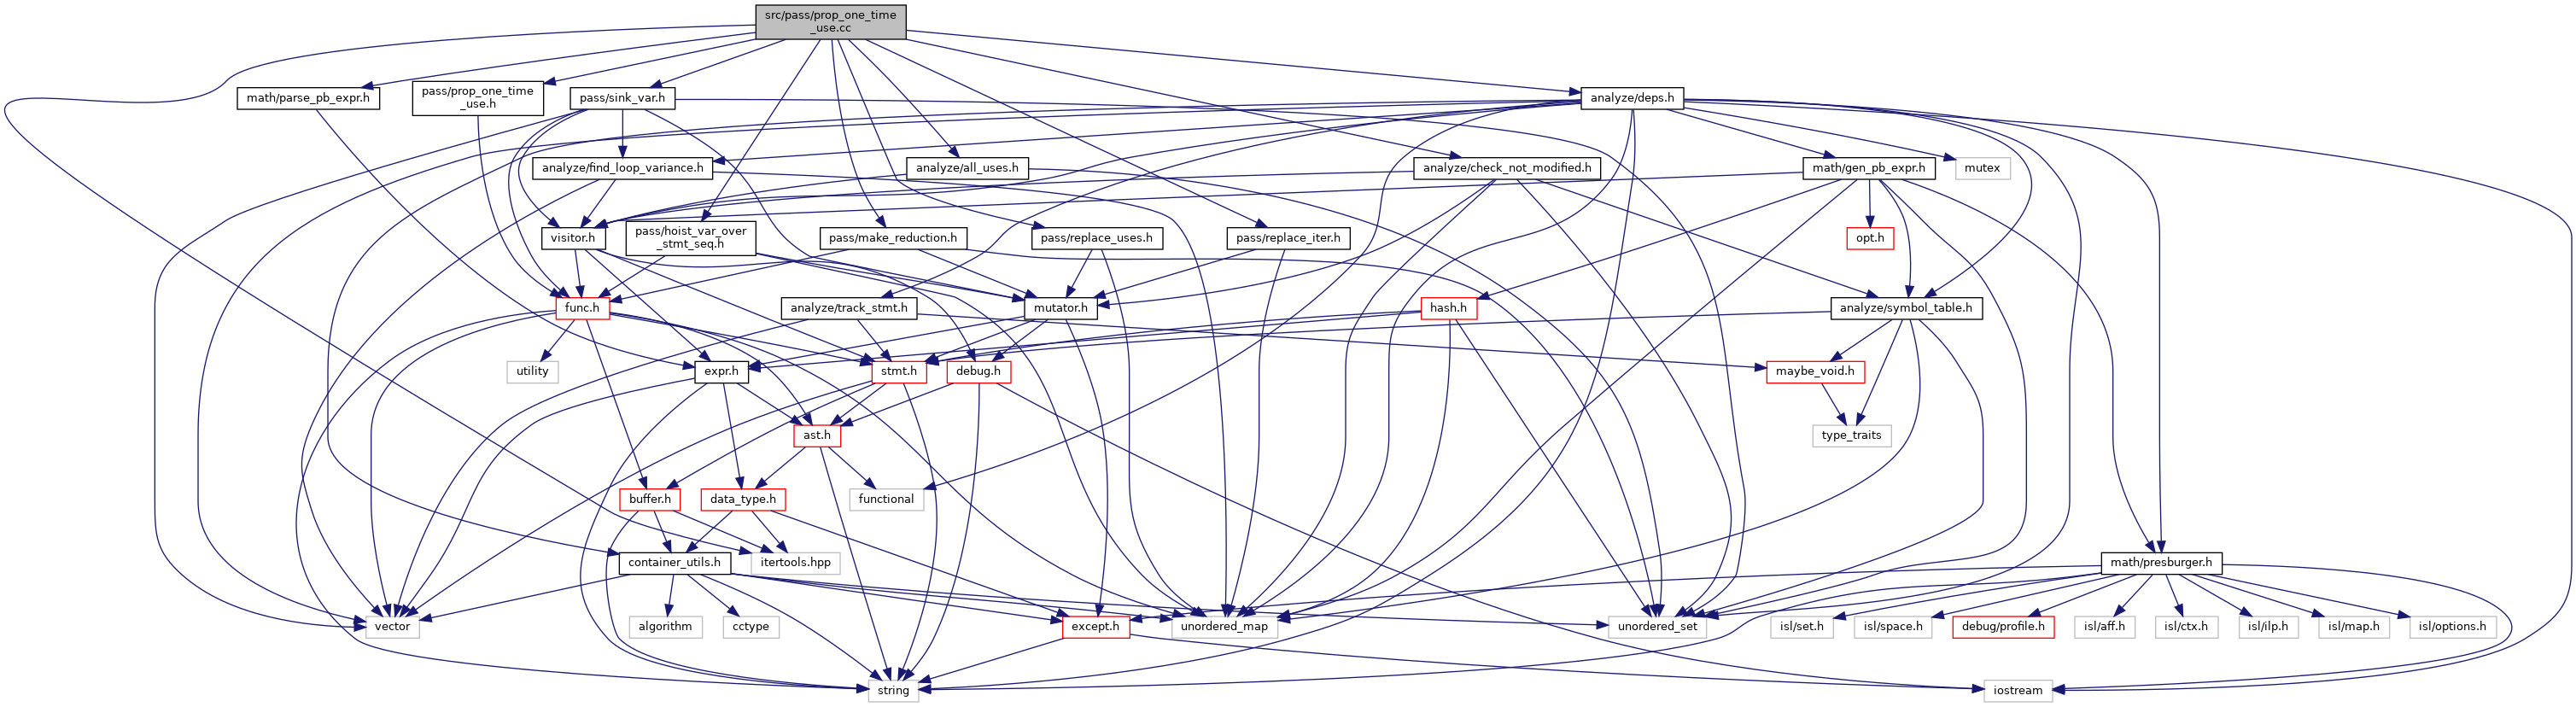 src/pass/prop_one_time
_use.cc
math/parse_pb_expr.h
pass/prop_one_time
_use.h
pass/sink_var.h
analyze/deps.h
analyze/find_loop_variance.h
analyze/all_uses.h
analyze/check_not_modified.h
math/gen_pb_expr.h
mutex
visitor.h
pass/hoist_var_over
_stmt_seq.h
pass/make_reduction.h
pass/replace_uses.h
pass/replace_iter.h
opt.h
func.h
analyze/track_stmt.h
mutator.h
hash.h
analyze/symbol_table.h
utility
expr.h
stmt.h
debug.h
maybe_void.h
ast.h
type_traits
buffer.h
data_type.h
functional
container_utils.h
itertools.hpp
math/presburger.h
vector
algorithm
cctype
except.h
unordered_map
unordered_set
isl/set.h
isl/space.h
debug/profile.h
isl/aff.h
isl/ctx.h
isl/ilp.h
isl/map.h
isl/options.h
string
iostream